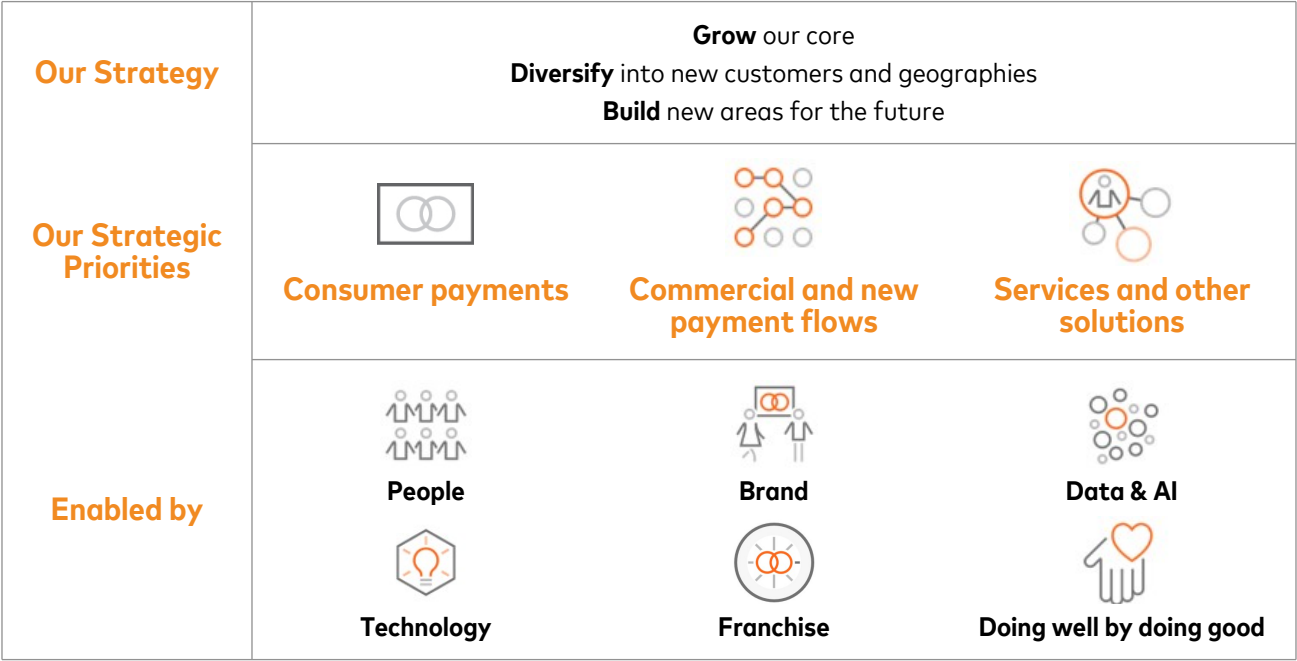 Our Strategy
Grow our core
Diversify into new customers and geographies
Build new areas for the future
Our Strategic
Priorities
Consumer payments
Commercial and new
payment flows
Services and other
solutions
Enabled by
People
Brand
Data & AI
Technology
Franchise
Doing well by doing good